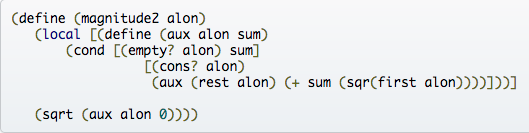 (define (magnitude2 alon)
(local [(define (aux alon sum)
(cond [(empty? alon) sum]
[(cons? alon)
(aux (rest alon) (+ sum (sqr(first alon))))]))]
(sqrt (aux alon 0))))